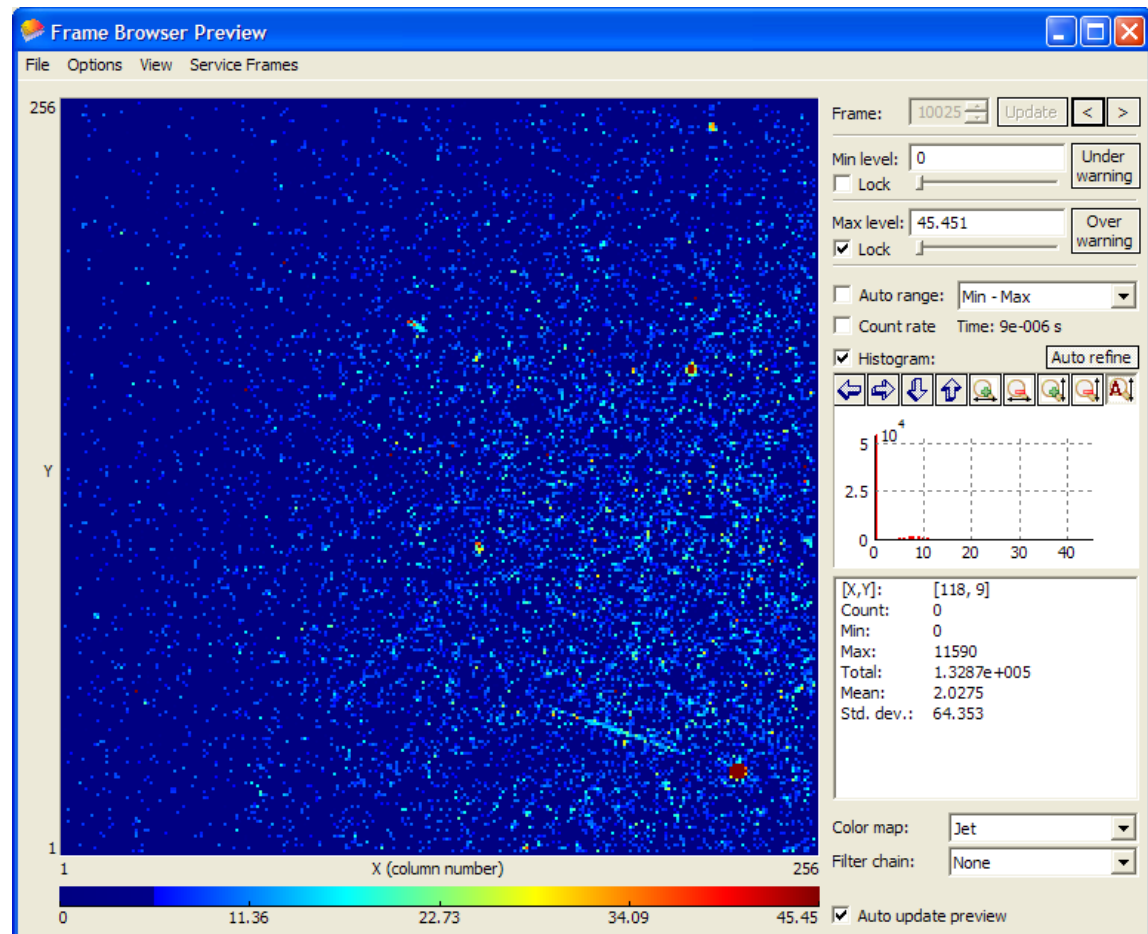 Frame Browser Preview
File Options View Service Frames
256
Y
1
1 X (column number) 256
0 11.36 22.73 34.09 45.45
Frame: 10025 Update < >
Min level: 0 Under warning
Lock
Max level: 45.451 Over warning
Lock
Auto range: Min - Max
Count rate Time: 9e-006 s
Histogram: Auto refine
A
10^4
5
2.5
0
0 10 20 30 40
[X,Y]: [118, 9]
Count: 0
Min: 0
Max: 11590
Total: 1.3287e+005
Mean: 2.0275
Std. dev.: 64.353
Color map: Jet
Filter chain: None
Auto update preview